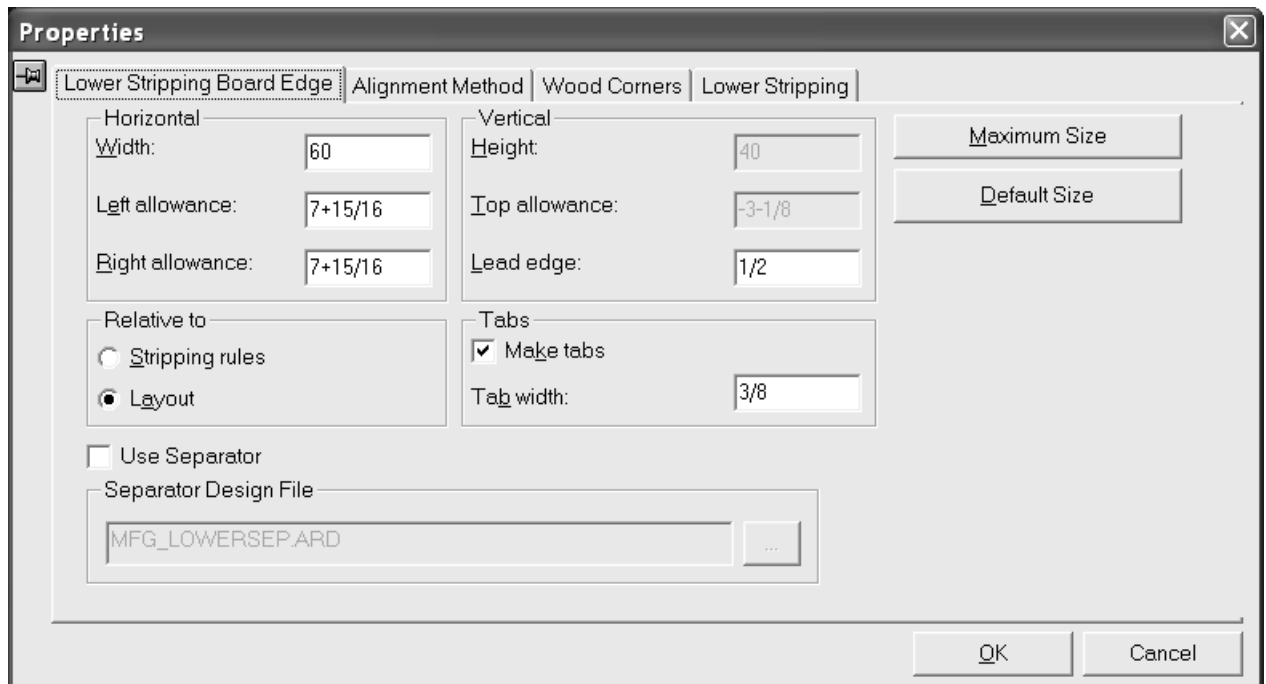 Properties
Lower Stripping Board Edge Alignment Method Wood Corners Lower Stripping
Horizontal Vertical
Width: 60 Height: 40 Maximum Size
Left allowance: 7+15/16 Top allowance: -3-1/8 Default Size
Right allowance: 7+15/16 Lead edge: 1/2
Relative to Tabs
Stripping rules Make tabs
Layout Tab width: 3/8
Use Separator
Separator Design File
MFG_LOWERSEP.ARD ...
OK Cancel